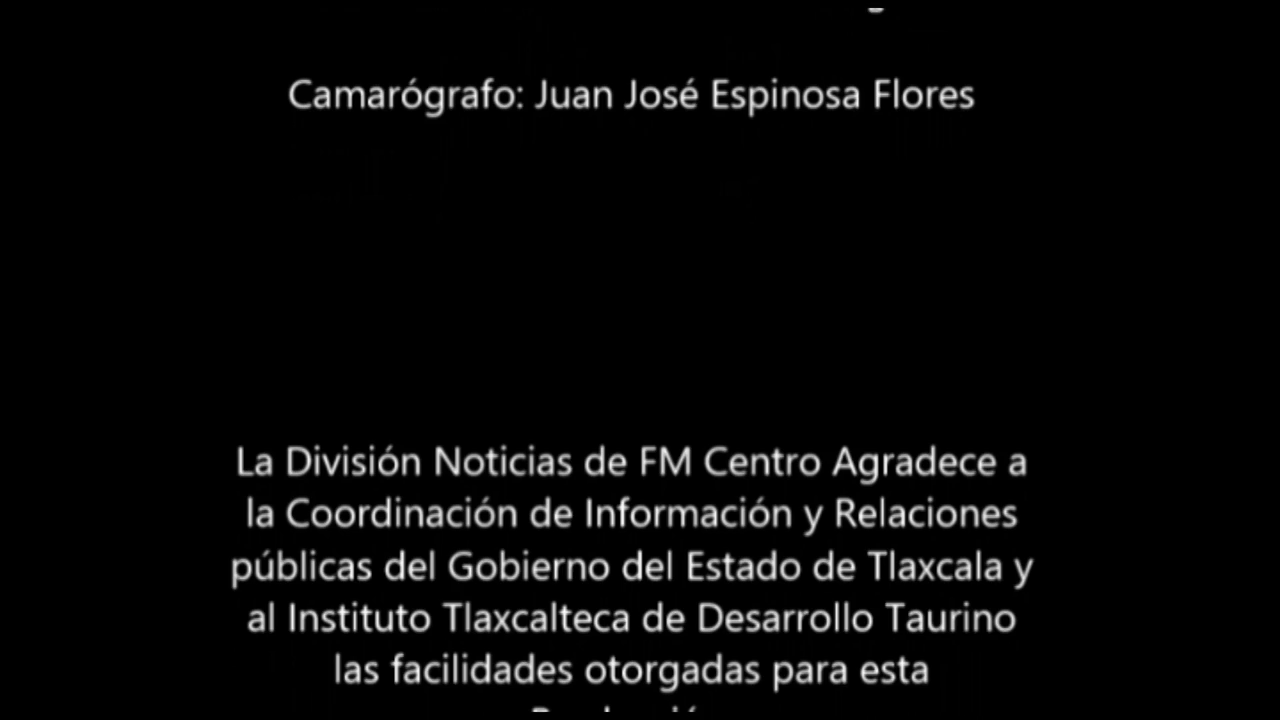 Camarógrafo: Juan José Espinosa Flores
La División Noticias de FM Centro Agradece a
la Coordinación de Información y Relaciones
públicas del Gobierno del Estado de Tlaxcala y
al Instituto Tlaxcalteca de Desarrollo Taurino
las facilidades otorgadas para esta